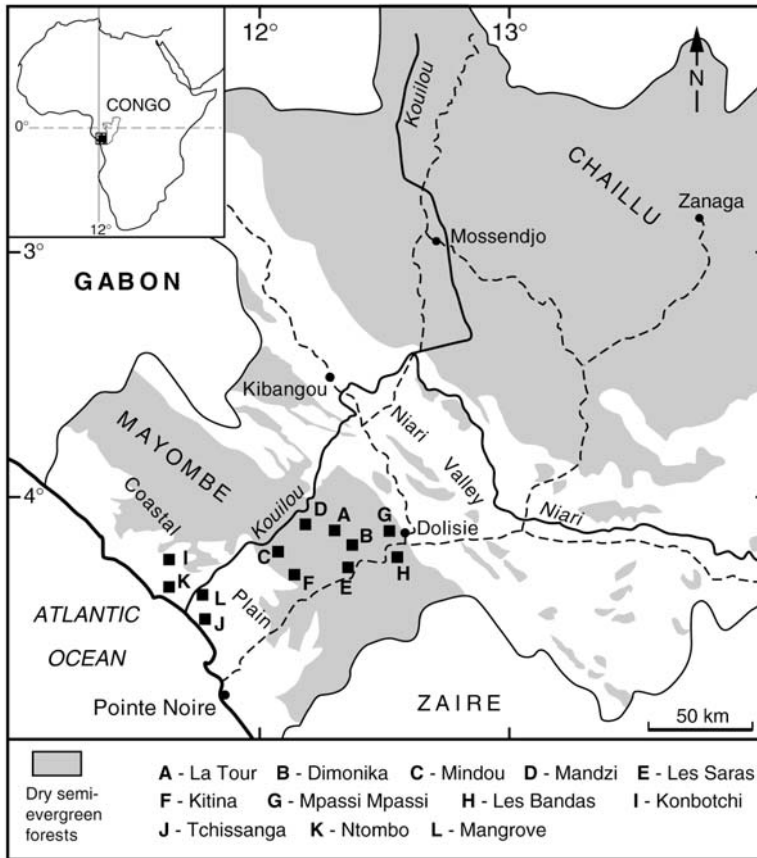 12° 13°
CONGO
0°
12°
N
Kouilou
CHAILLU
Zanaga
Mossendjo
3°
GABON
Kibangou
Niari
Valley
MAYOMBE
4°
Coastal
Kouilou
D A G
Dolisie
Niari
B
I C
H
F E
K
L Plain
J
ATLANTIC
OCEAN
Pointe Noire
ZAIRE
50 km
Dry semi-
evergreen
forests
A - La Tour B - Dimonika C - Mindou D - Mandzi E - Les Saras
F - Kitina G - Mpassi Mpassi H - Les Bandas I - Konbotchi
J - Tchissanga K - Ntombo L - Mangrove